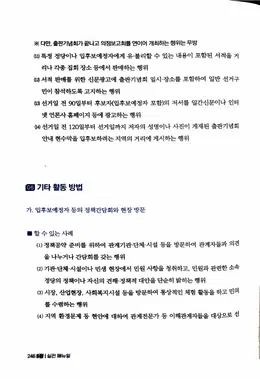 ※ 다만, 출판기념회가 끝나고 의정보고회를 연이어 개최하는 행위는 무방
02 특정 정당이나 입후보예정자에게 유·불리할 수 있는 내용이 포함된 서적을 거
리나 각종 집회 장소 등에서 판매하는 행위
03 서적 판매를 위한 신문광고에 출판기념회 일시·장소를 포함하여 일반 선거구
민이 참석하도록 고지하는 행위
03 선거일 전 90일부터 후보자(입후보예정자 포함)의 저서를 일간신문이나 인터
넷 언론사 홈페이지 등에 광고하는 행위
04 선거일 전 120일부터 선거일까지 저자의 성명이나 사진이 게재된 출판기념회
안내 현수막을 입후보하려는 지역의 거리에 게시하는 행위
05 기타 활동 방법
가. 입후보예정자 등의 정책간담회와 현장 방문
■ 할 수 있는 사례
(1) 정책공약 준비를 위하여 관계기관·단체·시설 등을 방문하여 관계자들과 의견
을 나누거나 간담회를 갖는 행위
(2) 기관·단체·시설이나 민생 현장에서 민원 사항을 청취하고, 민원과 관련한 소속
정당의 정책이나 자신의 견해·정책적 대안을 단순히 밝히는 행위
(3) 시장, 산업현장, 사회복지시설 등을 방문하여 통상적인 체험 활동을 하고 민의
를 수렴하는 행위
(4) 지역 환경문제 등 현안에 대하여 관계전문가 등 이해관계자들을 대상으로 선
246 실전 매뉴얼